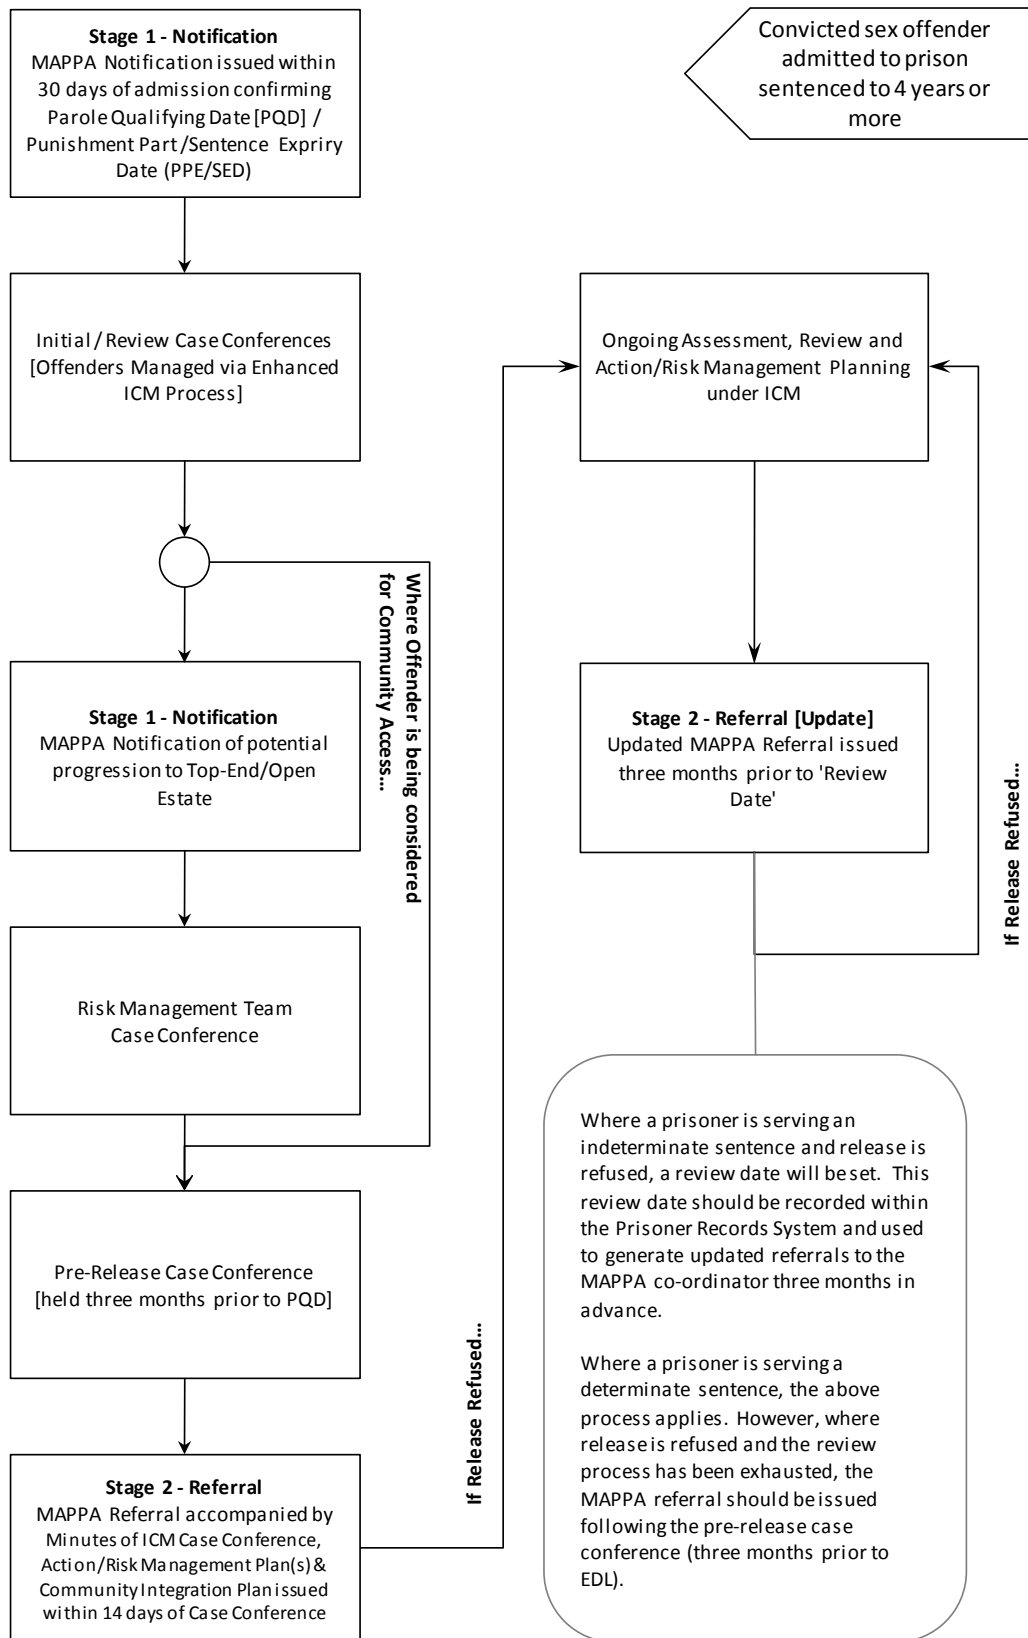 Stage 1 - Notification
MAPPA Notification issued within
30 days of admission confirming
Parole Qualifying Date [PQD] /
Punishment Part/Sentence Expriry
Date (PPE/SED)
Convicted sex offender
admitted to prison
sentenced to 4 years or
more
Initial / Review Case Conferences
[Offenders Managed via Enhanced
ICM Process]
Ongoing Assessment, Review and
Action/Risk Management Planning
under ICM
Where Offender is being considered
for Community Access...
Stage 1 - Notification
MAPPA Notification of potential
progression to Top-End/Open
Estate
Stage 2 - Referral [Update]
Updated MAPPA Referral issued
three months prior to 'Review
Date'
If Release Refused...
Risk Management Team
Case Conference
Pre-Release Case Conference
[held three months prior to PQD]
If Release Refused...
Stage 2 - Referral
MAPPA Referral accompanied by
Minutes of ICM Case Conference,
Action/Risk Management Plan(s) &
Community Integration Plan issued
within 14 days of Case Conference
Where a prisoner is serving an
indeterminate sentence and release is
refused, a review date will be set. This
review date should be recorded within
the Prisoner Records System and used
to generate updated referrals to the
MAPPA co-ordinator three months in
advance.
Where a prisoner is serving a
determinate sentence, the above
process applies. However, where
release is refused and the review
process has been exhausted, the
MAPPA referral should be issued
following the pre-release case
conference (three months prior to
EDL).